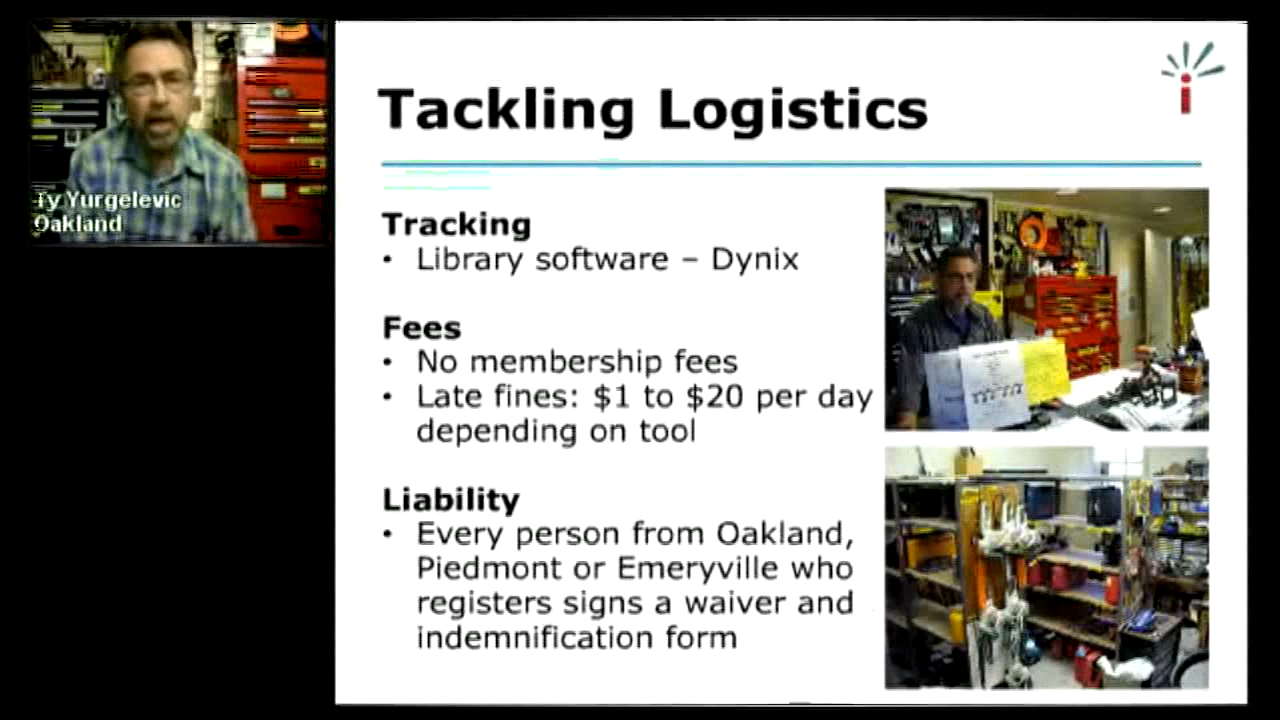 Ty Yurgelevic
Oakland
Tackling Logistics
Tracking
• Library software – Dynix
Fees
• No membership fees
• Late fines: $1 to $20 per day
depending on tool
Liability
• Every person from Oakland,
Piedmont or Emeryville who
registers signs a waiver and
indemnification form